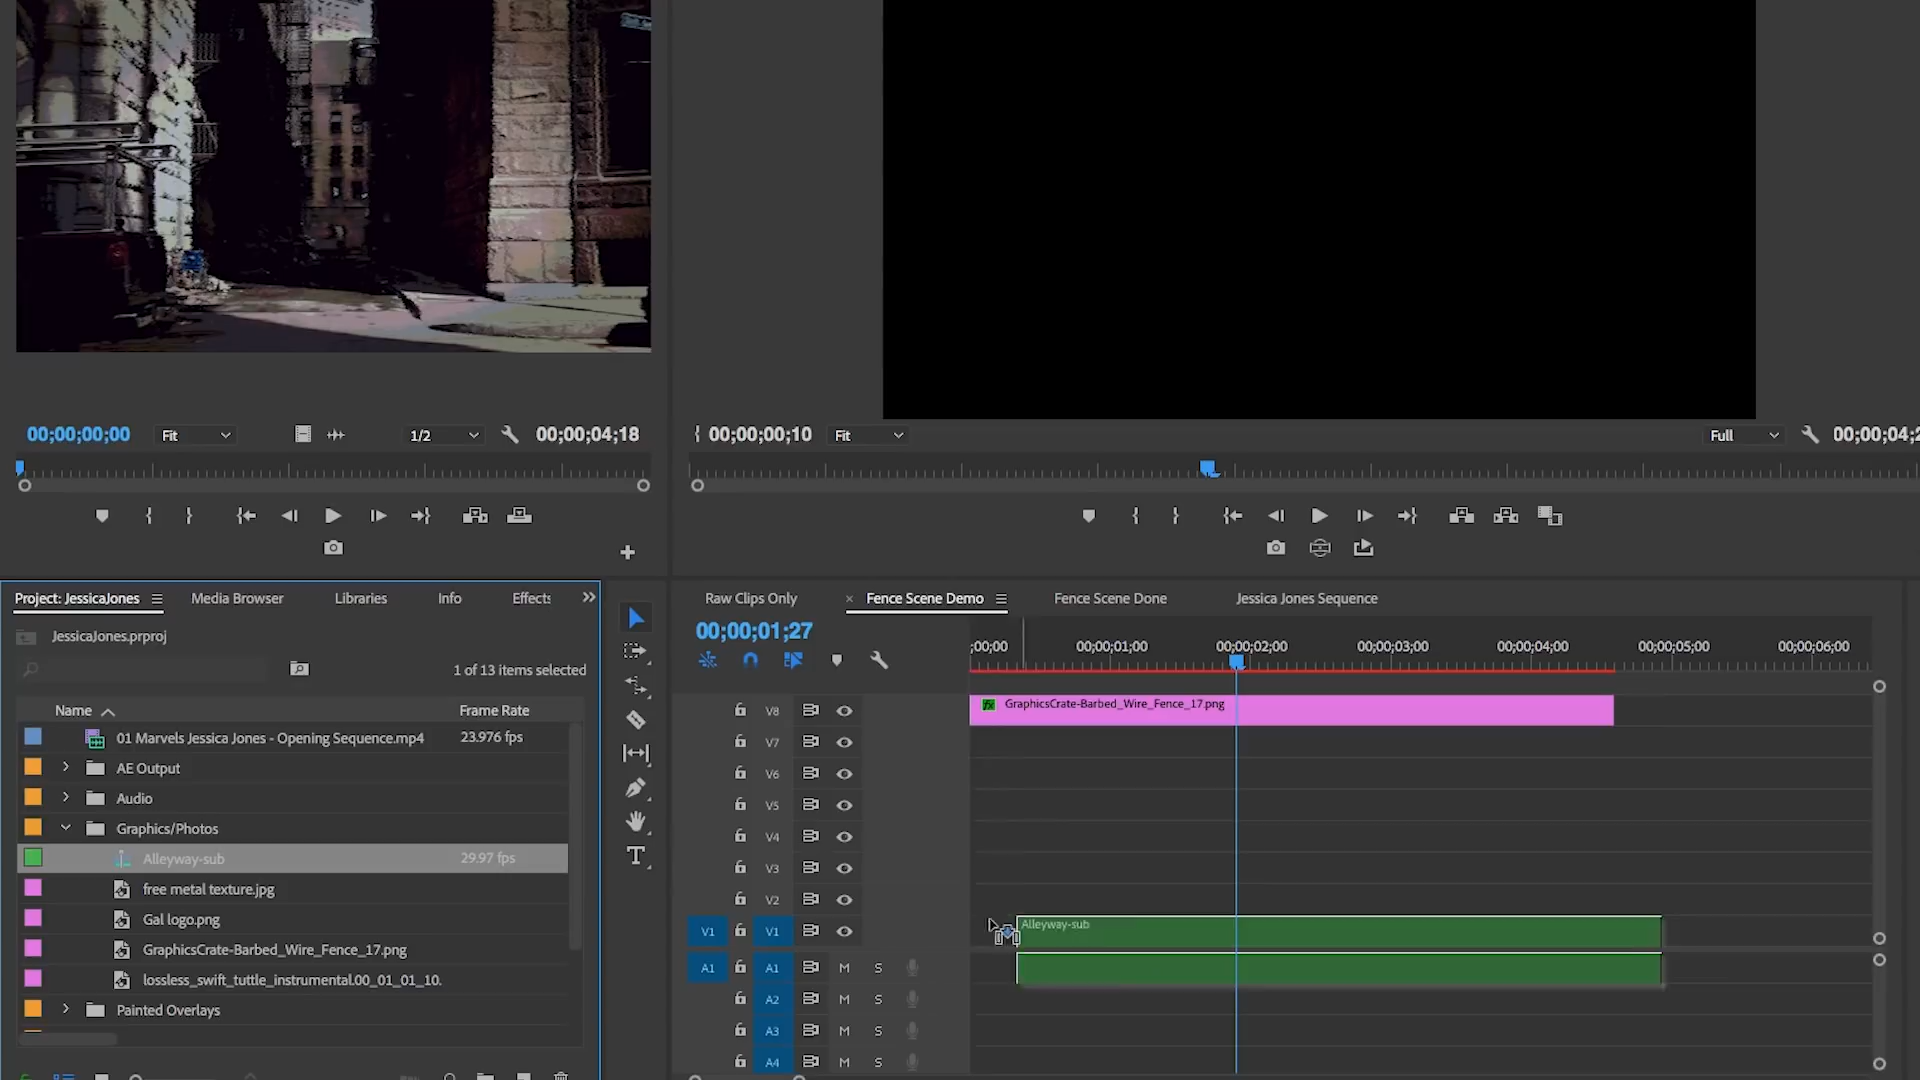 00;00;00;00 Fit 1/2 00;00;04;18
00;00;00;10 Fit Full 00;00;04;2
Project: JessicaJones Media Browser Libraries Info Effects
JessicaJones.prproj
1 of 13 items selected
Name Frame Rate
01 Marvels Jessica Jones - Opening Sequence.mp4 23.976 fps
AE Output
Audio
Graphics/Photos
Alleyway-sub 29.97 fps
free metal texture.jpg
Gal logo.png
GraphicsCrate-Barbed_Wire_Fence_17.png
lossless_swift_tuttle_instrumental.00_01_01_10.
Painted Overlays
T
Raw Clips Only × Fence Scene Demo Fence Scene Done Jessica Jones Sequence
00;00;01;27
;00;00 00;00;01;00 00;00;02;00 00;00;03;00 00;00;04;00 00;00;05;00 00;00;06;00
V8 fx GraphicsCrate-Barbed_Wire_Fence_17.png
V7
V6
V5
V4
V3
V2
V1 V1 Alleyway-sub
A1 A1 M S
A2 M S
A3 M S
A4 M S